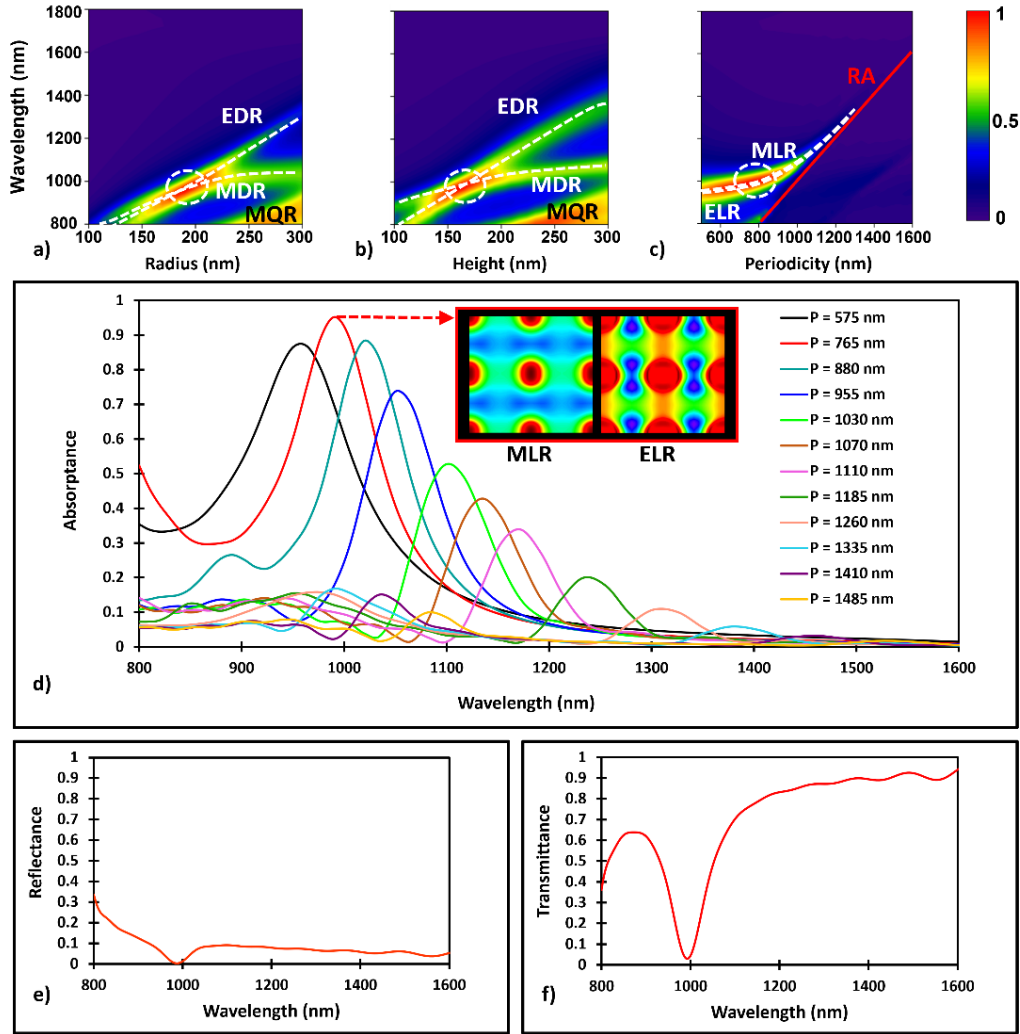 Wavelength (nm)
1800
1600
1400
1200
1000
800
EDR
MDR
MQR
100 150 200 250 300
a)
Radius (nm)
EDR
MDR
MQR
100 150 200 250 300
b)
Height (nm)
RA
MLR
ELR
600 800 1000 1200 1400 1600
c)
Periodicity (nm)
1
0.5
0
Absorptance
1
0.9
0.8
0.7
0.6
0.5
0.4
0.3
0.2
0.1
0
800 900 1000 1100 1200 1300 1400 1500 1600
Wavelength (nm)
d)
MLR ELR
P = 575 nm
P = 765 nm
P = 880 nm
P = 955 nm
P = 1030 nm
P = 1070 nm
P = 1110 nm
P = 1185 nm
P = 1260 nm
P = 1335 nm
P = 1410 nm
P = 1485 nm
Reflectance
1
0.9
0.8
0.7
0.6
0.5
0.4
0.3
0.2
0.1
0
800 1000 1200 1400 1600
Wavelength (nm)
e)
Transmittance
1
0.9
0.8
0.7
0.6
0.5
0.4
0.3
0.2
0.1
0
800 1000 1200 1400 1600
Wavelength (nm)
f)